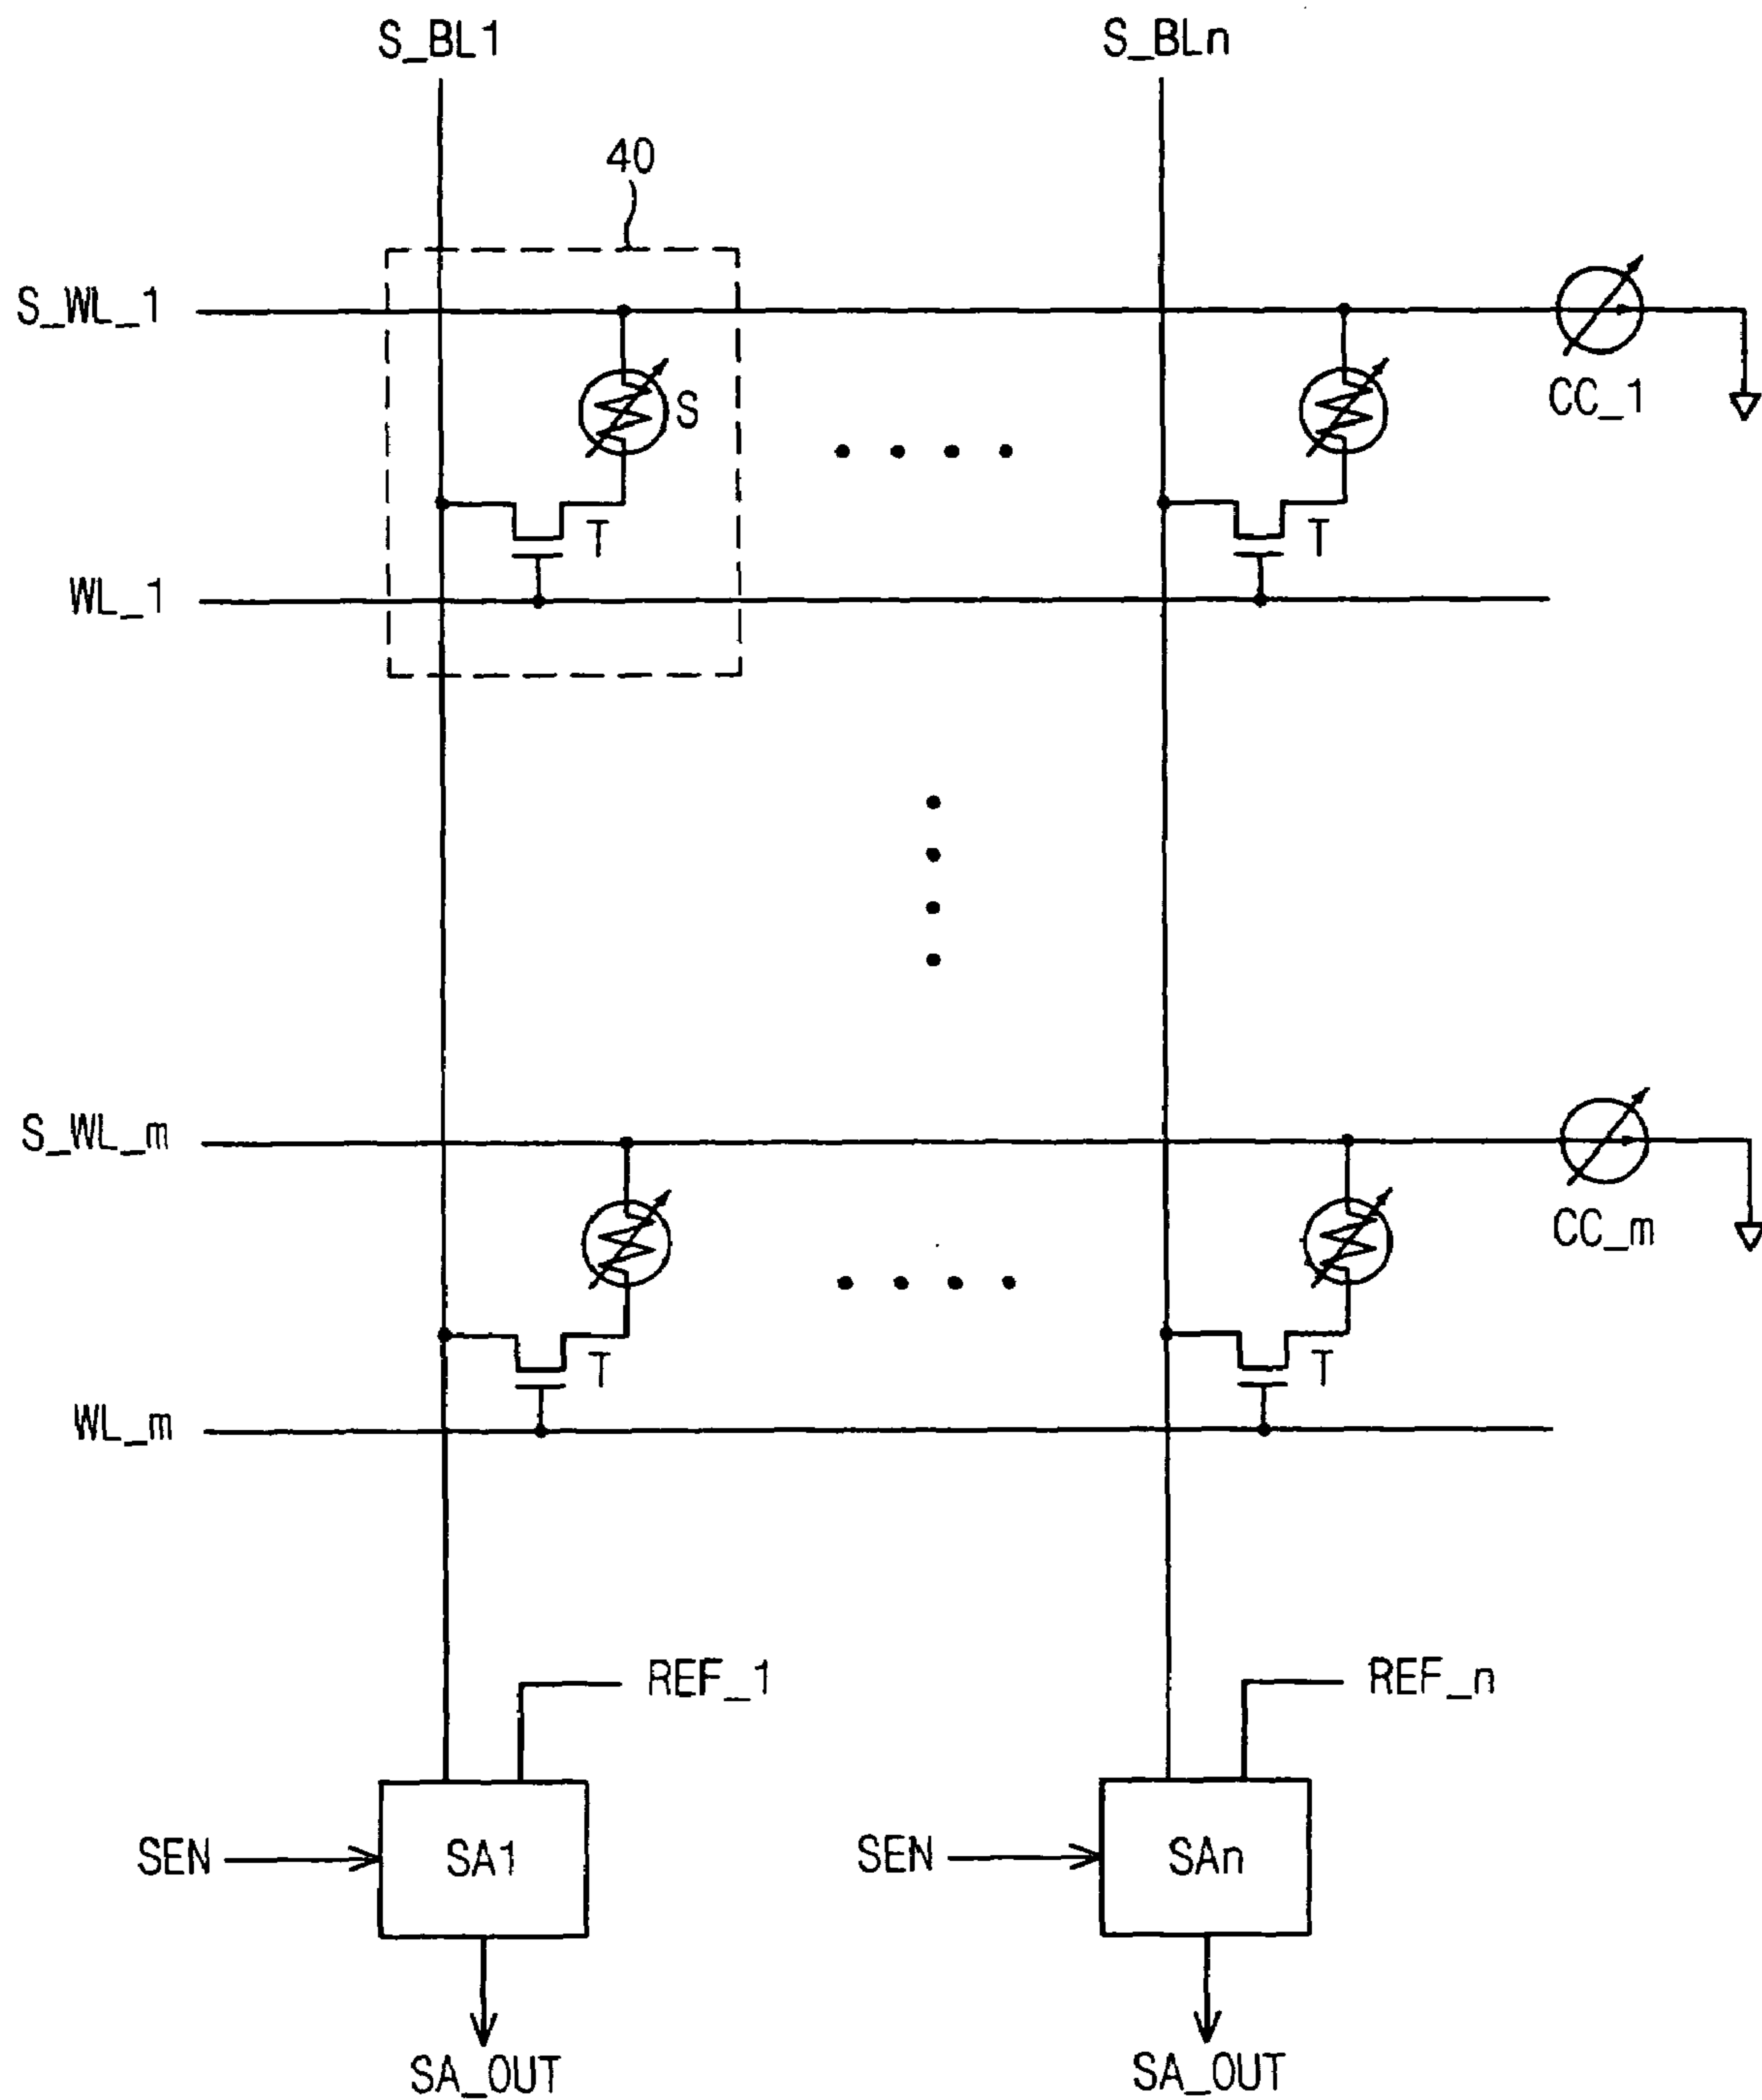 S_BL1 S_BLn
40
S_WL_1
S
CC_1
T T
WL_1
S_WL_m
CC_m
T T
WL_m
REF_1 REF_n
SEN SA1 SEN SAn
SA_OUT SA_OUT